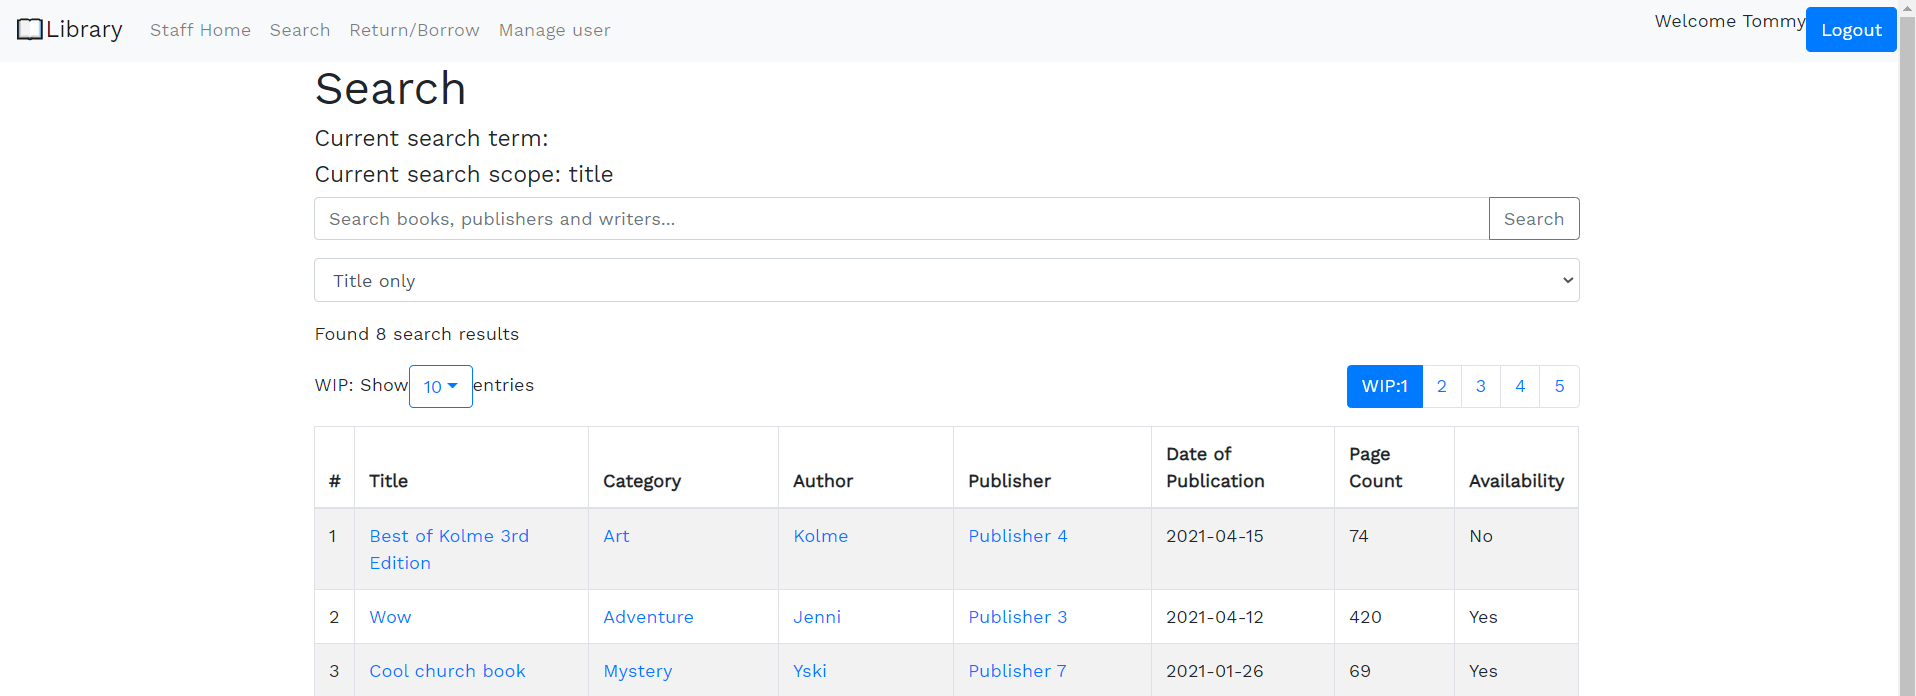 Library Staff Home Search Return/Borrow Manage user Welcome Tommy Logout
Search
Current search term:
Current search scope: title
Search books, publishers and writers... Search
Title only
Found 8 search results
WIP: Show 10 entries WIP:1 2 3 4 5
# Title Category Author Publisher Date of Publication Page Count Availability
1 Best of Kolme 3rd Edition Art Kolme Publisher 4 2021-04-15 74 No
2 Wow Adventure Jenni Publisher 3 2021-04-12 420 Yes
3 Cool church book Mystery Yski Publisher 7 2021-01-26 69 Yes